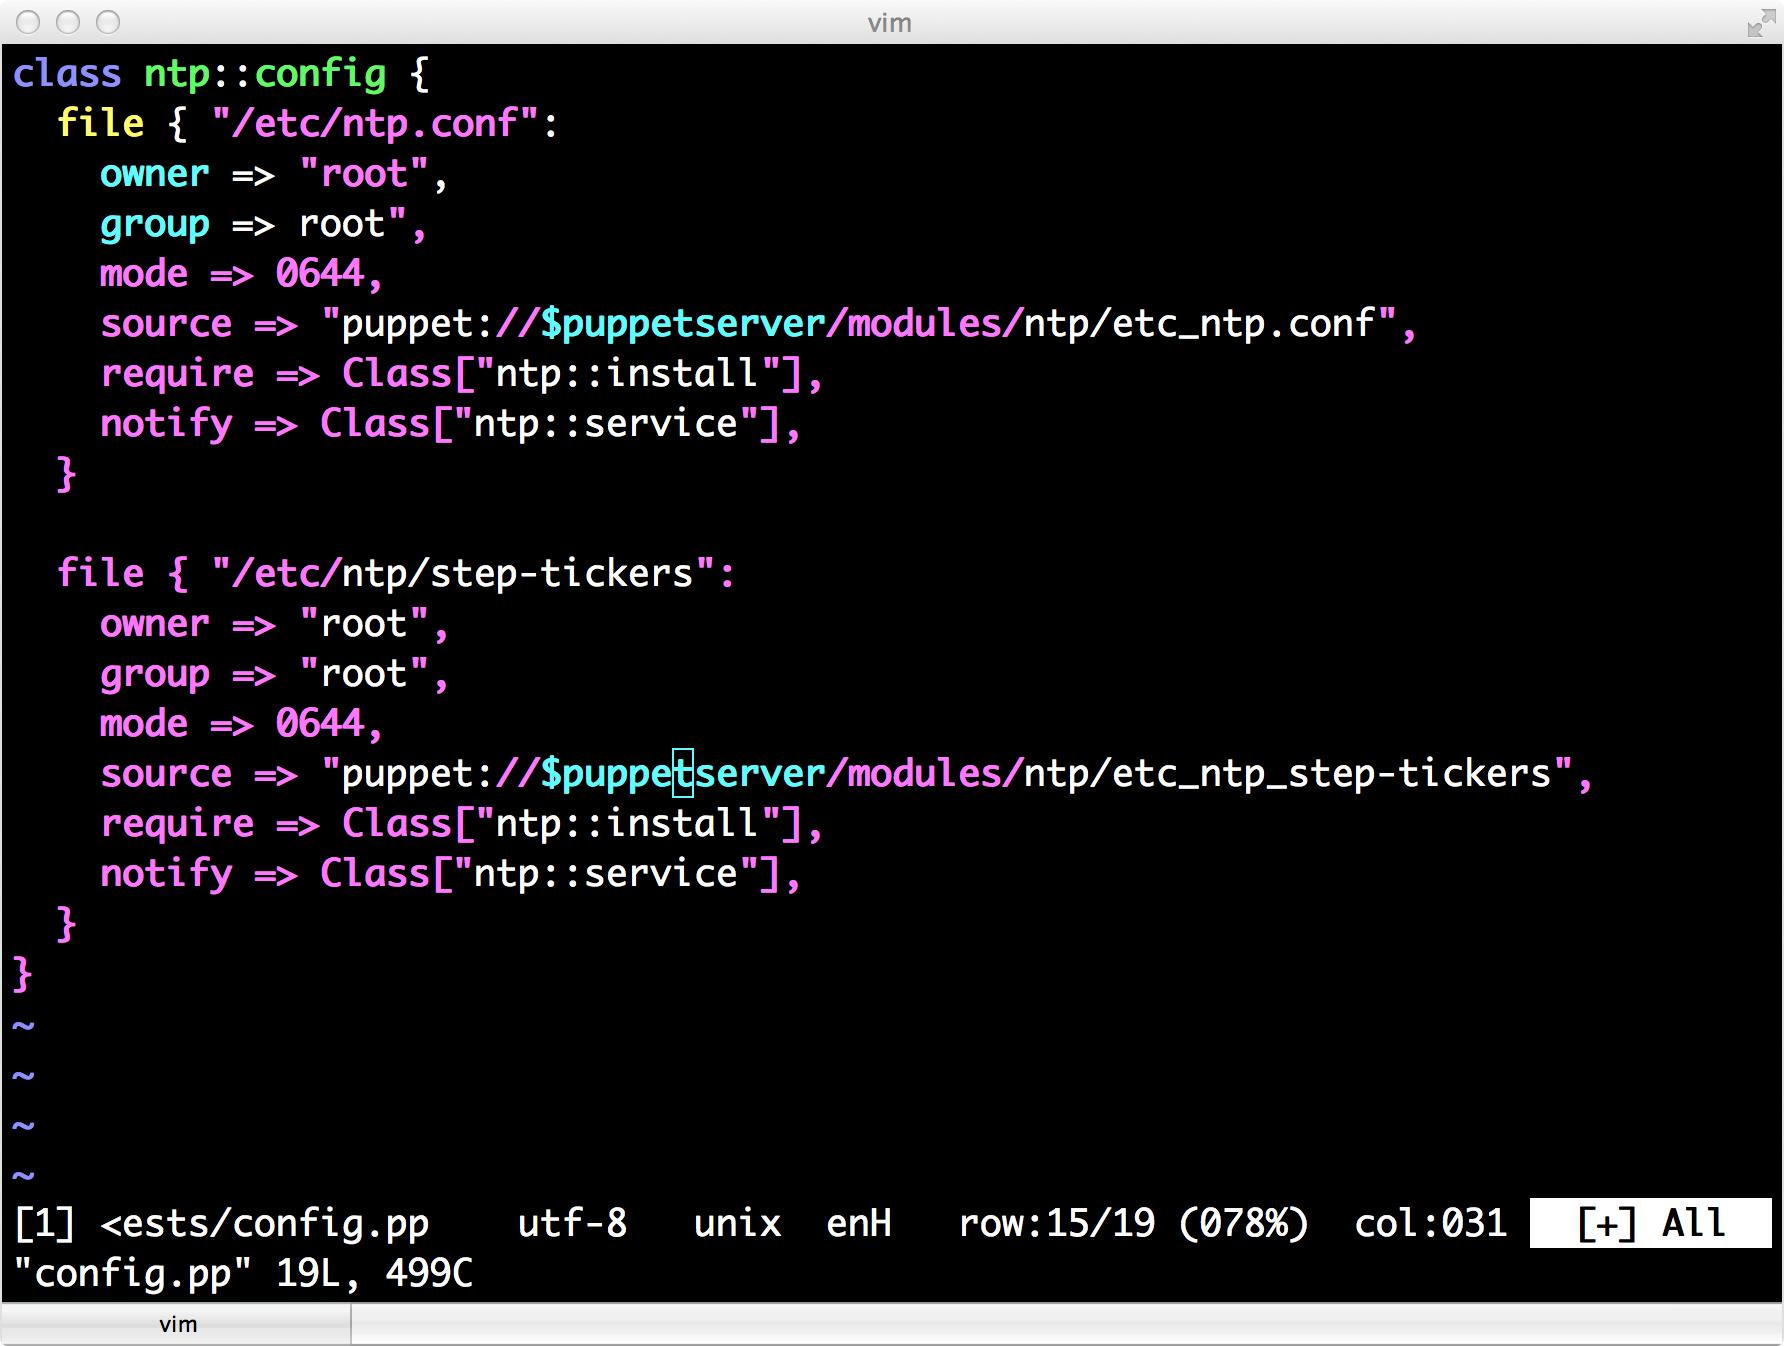 vim
class ntp::config {
  file { "/etc/ntp.conf":
    owner => "root",
    group => root",
    mode => 0644,
    source => "puppet://$puppetserver/modules/ntp/etc_ntp.conf",
    require => Class["ntp::install"],
    notify => Class["ntp::service"],
  }

  file { "/etc/ntp/step-tickers":
    owner => "root",
    group => "root",
    mode => 0644,
    source => "puppet://$puppetserver/modules/ntp/etc_ntp_step-tickers",
    require => Class["ntp::install"],
    notify => Class["ntp::service"],
  }
}
~
~
~
~
[1] <ests/config.pp    utf-8   unix  enH   row:15/19 (078%)  col:031   [+] All
"config.pp" 19L, 499C
vim